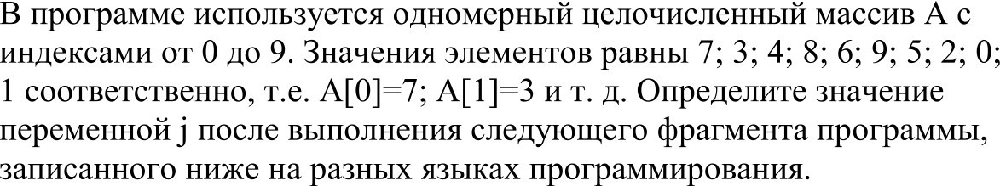 В программе используется одномерный целочисленный массив A с
индексами от 0 до 9. Значения элементов равны 7; 3; 4; 8; 6; 9; 5; 2; 0;
1 соответственно, т.е. A[0]=7; A[1]=3 и т. д. Определите значение
переменной j после выполнения следующего фрагмента программы,
записанного ниже на разных языках программирования.